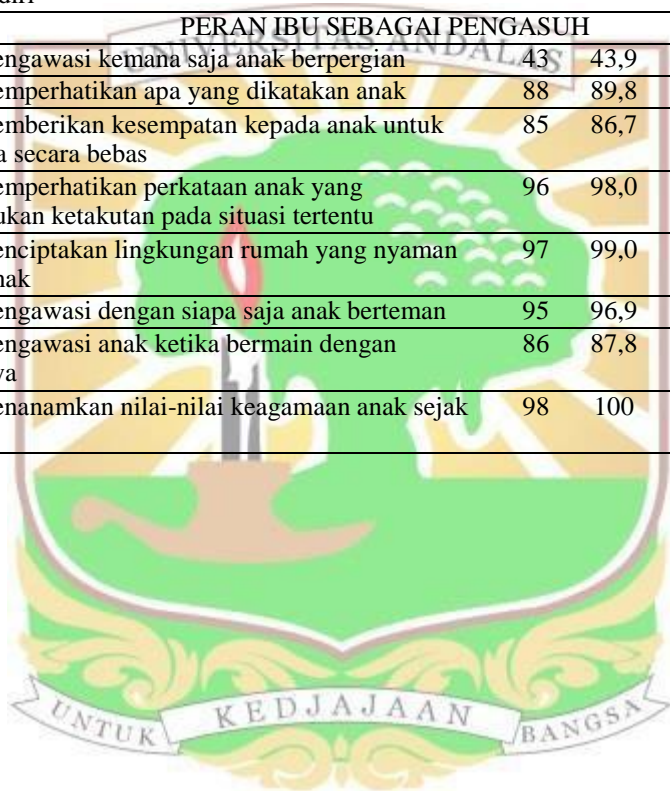 diri
PERAN IBU SEBAGAI PENGASUH
UNIVERSITAS ANDALAS
engawasi kemana saja anak berpergian 43 43,9
emperhatikan apa yang dikatakan anak 88 89,8
emberikan kesempatan kepada anak untuk 85 86,7
a secara bebas
emperhatikan perkataan anak yang 96 98,0
ukan ketakutan pada situasi tertentu
enciptakan lingkungan rumah yang nyaman 97 99,0
nak
engawasi dengan siapa saja anak berteman 95 96,9
engawasi anak ketika bermain dengan 86 87,8
ya
enanamkan nilai-nilai keagamaan anak sejak 98 100
UNTUK KEDJAJAAN BANGSA